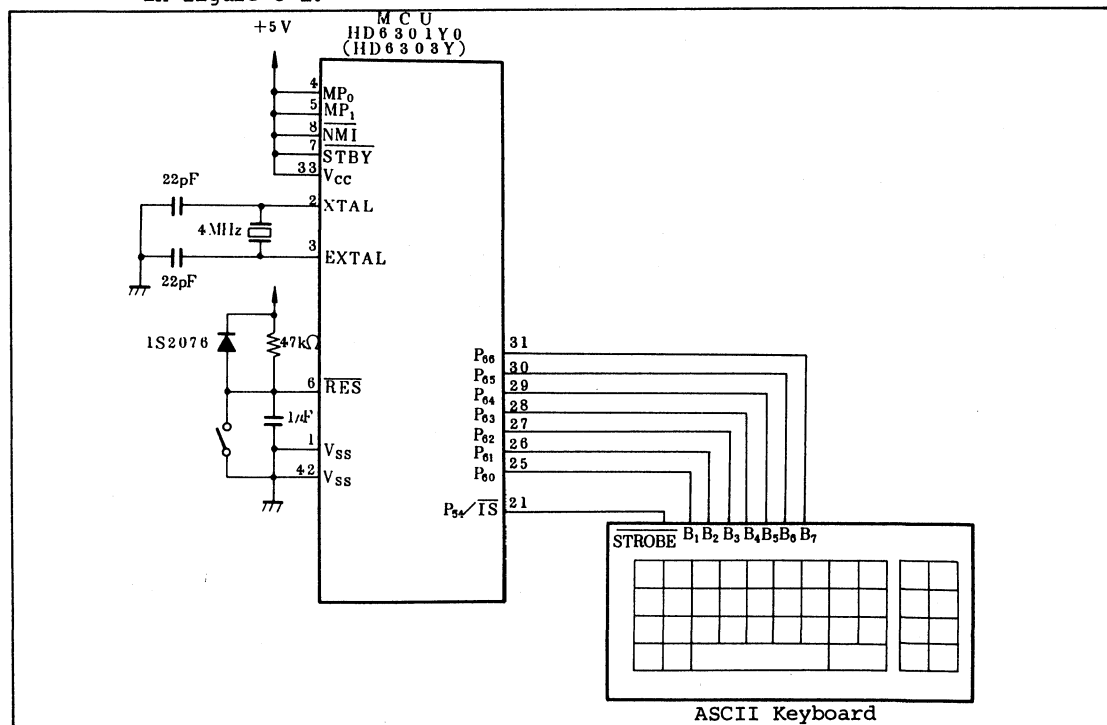 +5V
MCU
HD6301Y0
(HD6303Y)
4 MP₀
5 MP₁
8 NMI
7 STBY
33 VCC
22pF
2 XTAL
4MHz
3 EXTAL
22pF
1S2076
47kΩ
6 RES
1 VSS
42 VSS
P₆₆ 31
P₆₅ 30
P₆₄ 29
P₆₃ 28
P₆₂ 27
P₆₁ 26
P₆₀ 25
P₅₄/IS 21
STROBE B₁ B₂ B₃ B₄ B₅ B₆ B₇
ASCII Keyboard